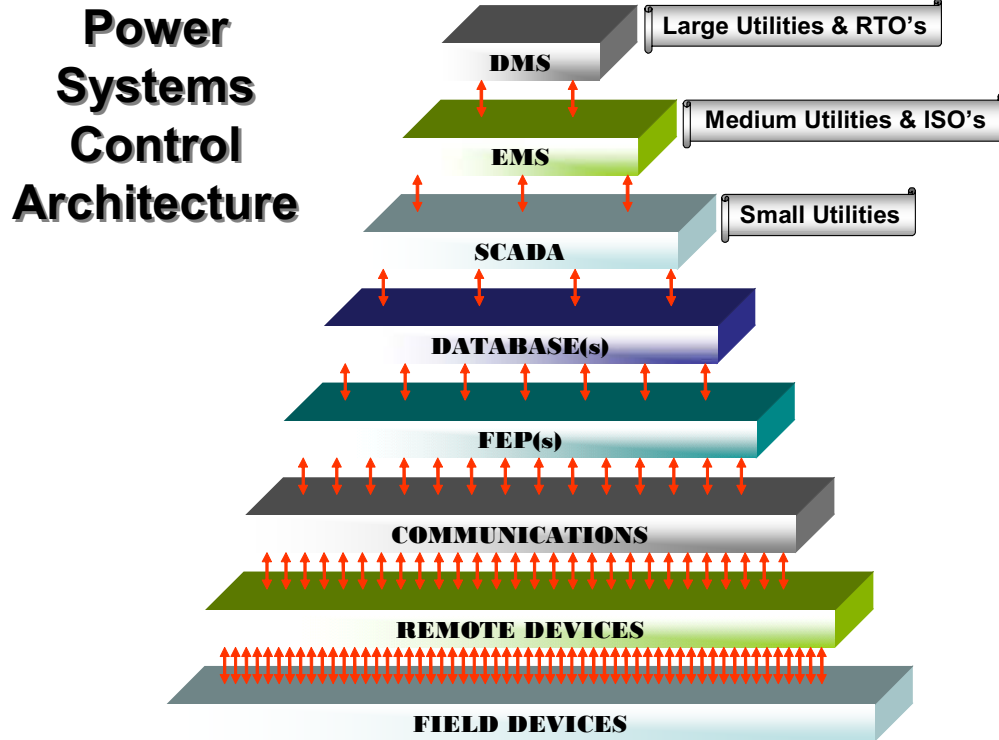 Power
Systems
Control
Architecture
Large Utilities & RTO's
DMS
Medium Utilities & ISO's
EMS
Small Utilities
SCADA
DATABASE(s)
FEP(s)
COMMUNICATIONS
REMOTE DEVICES
FIELD DEVICES